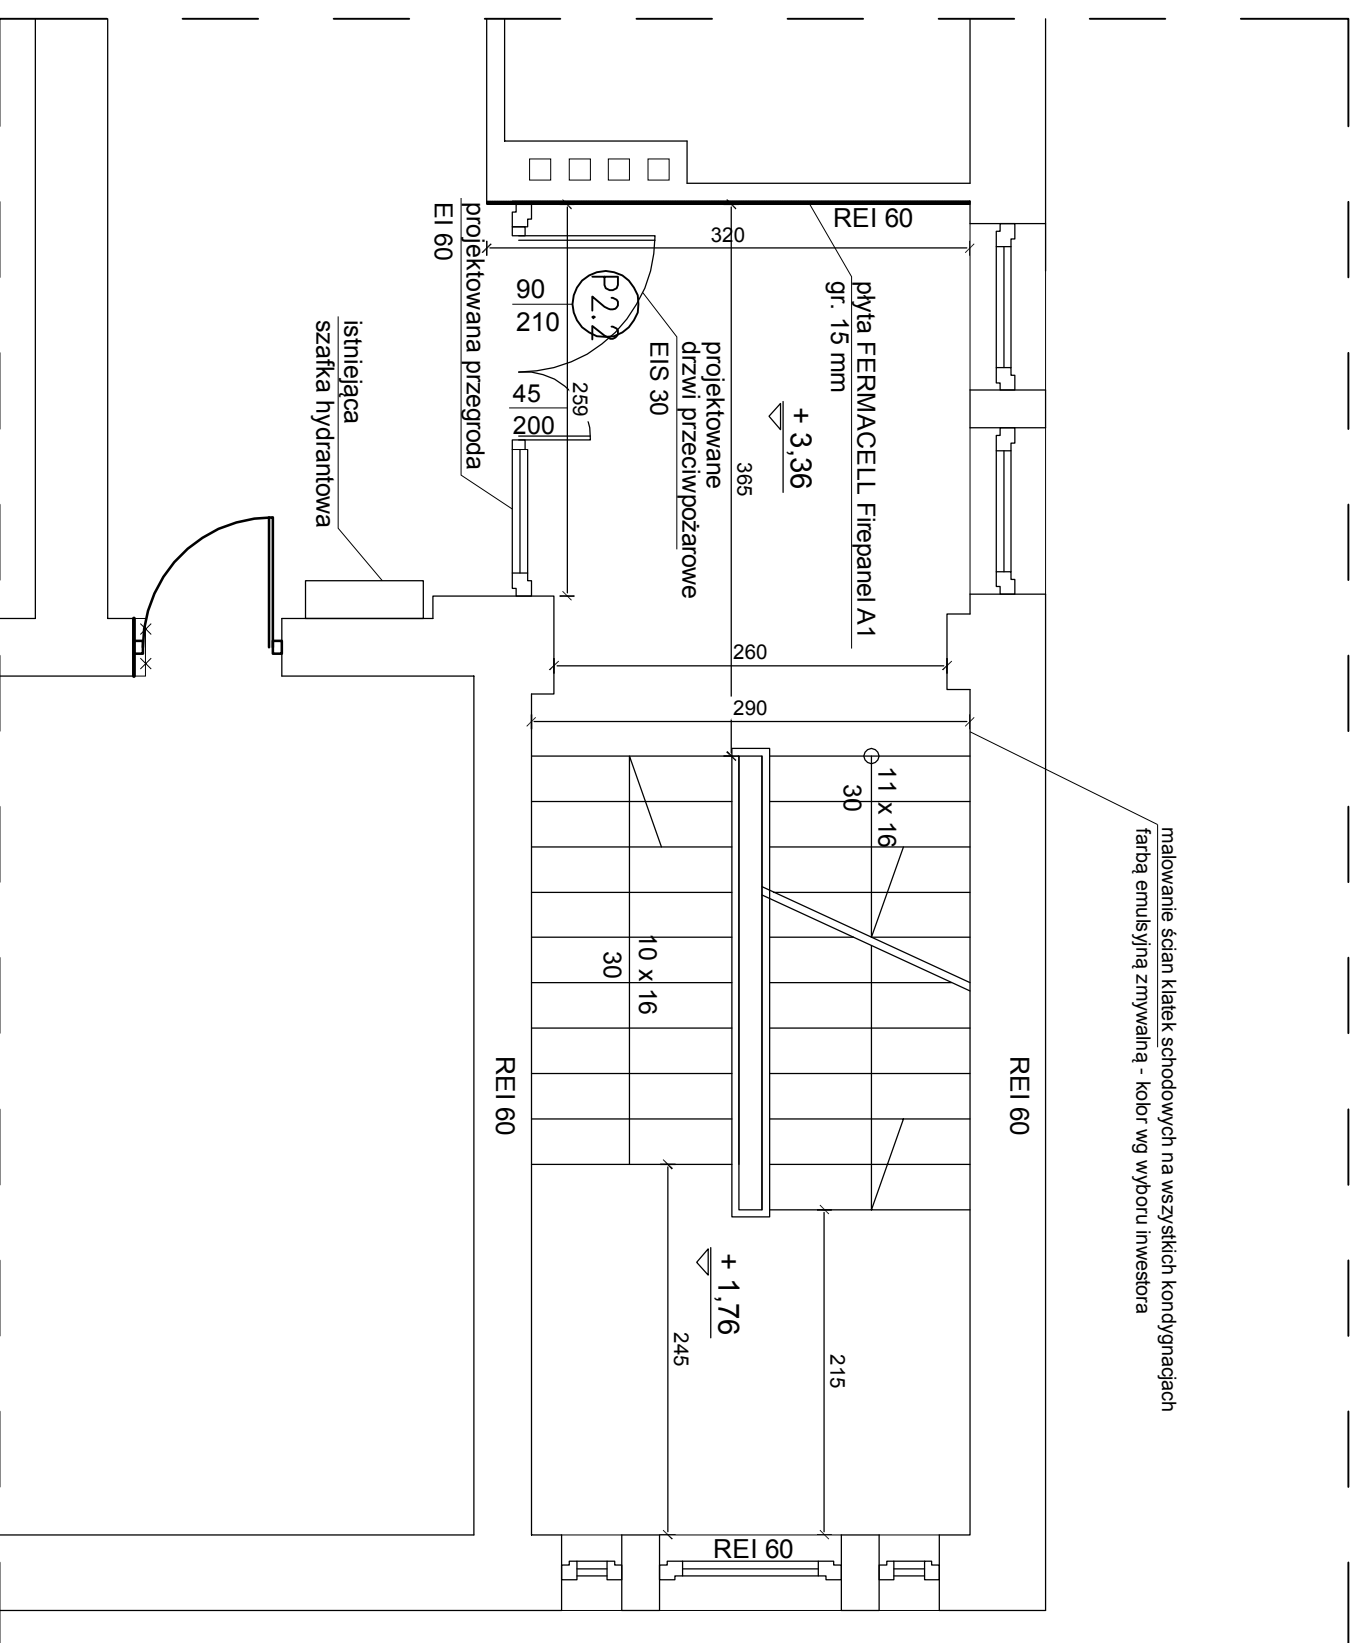 REI 60
320
płyta FERMACELL Firepanel A1
gr. 15 mm
projektowana przegroda
EI 60
P2.2
90
210
projektowane
drzwi przeciwpożarowe
EIS 30
istniejąca
szafka hydrantowa
45
200
259
+ 3,36
365
260
290
11 x 16
30
10 x 16
30
malowanie ścian klatek schodowych na wszystkich kondygnacjach
farbą emulsyjną zmywalną - kolor wg wyboru inwestora
REI 60
REI 60
+ 1,76
245
215
REI 60